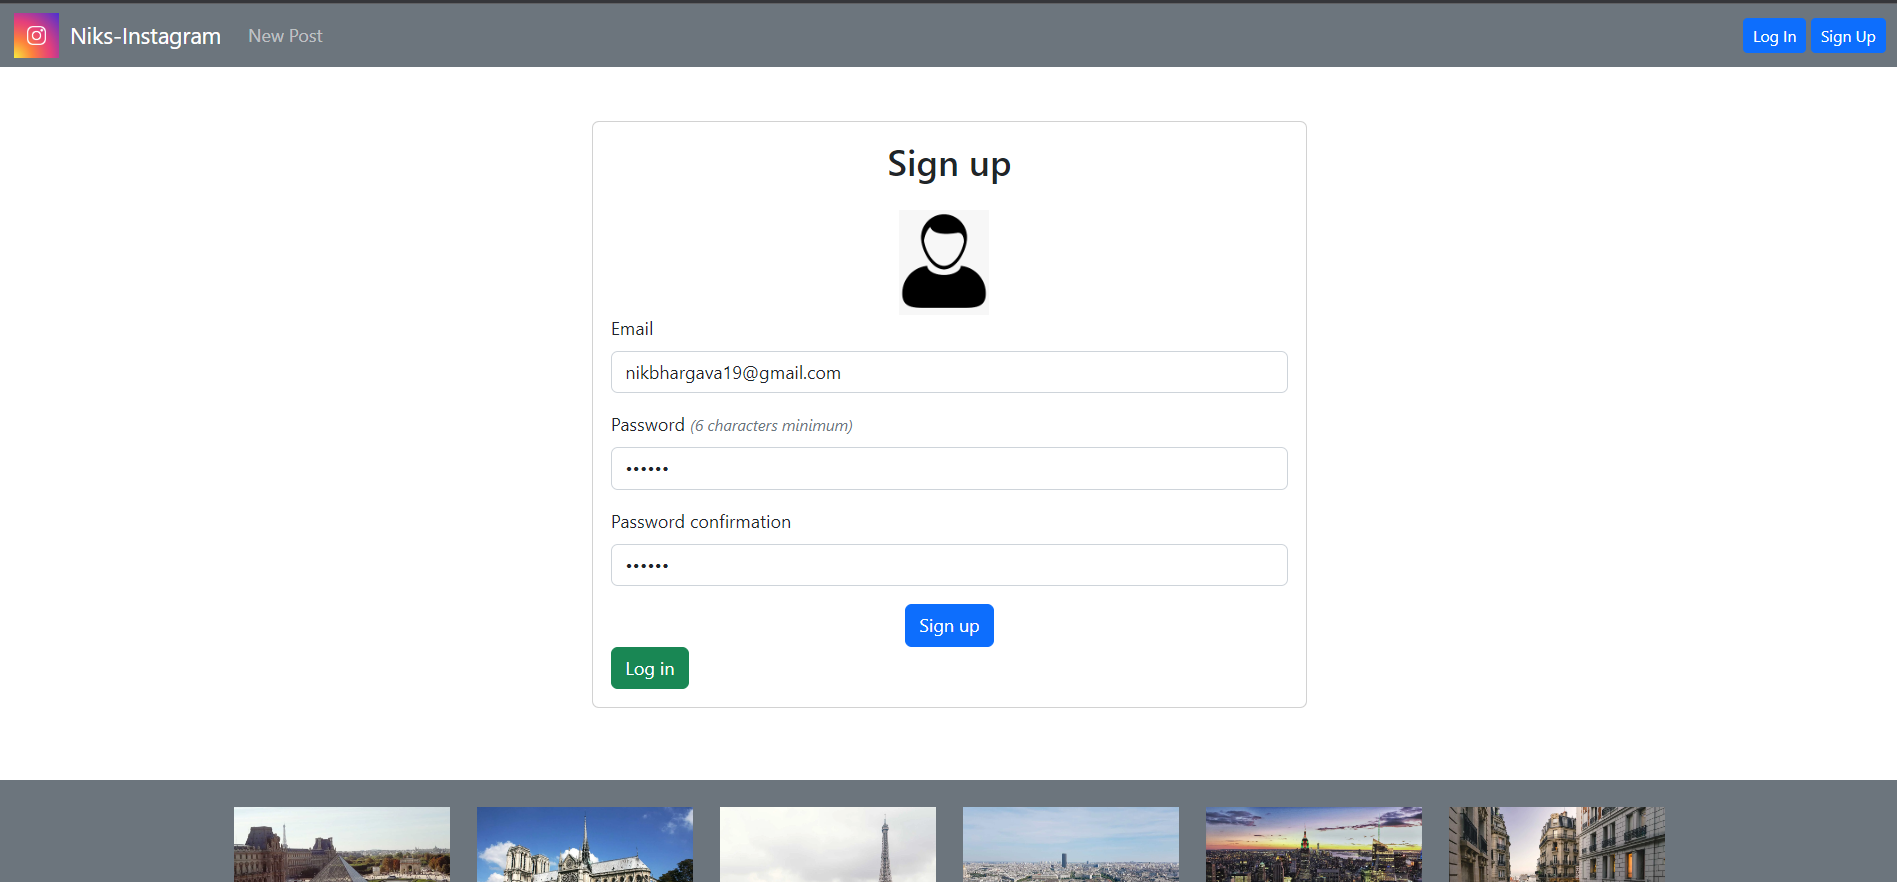 Niks-Instagram New Post Log In Sign Up
Sign up
Email
nikbhargava19@gmail.com
Password (6 characters minimum)
••••••
Password confirmation
••••••
Sign up
Log in